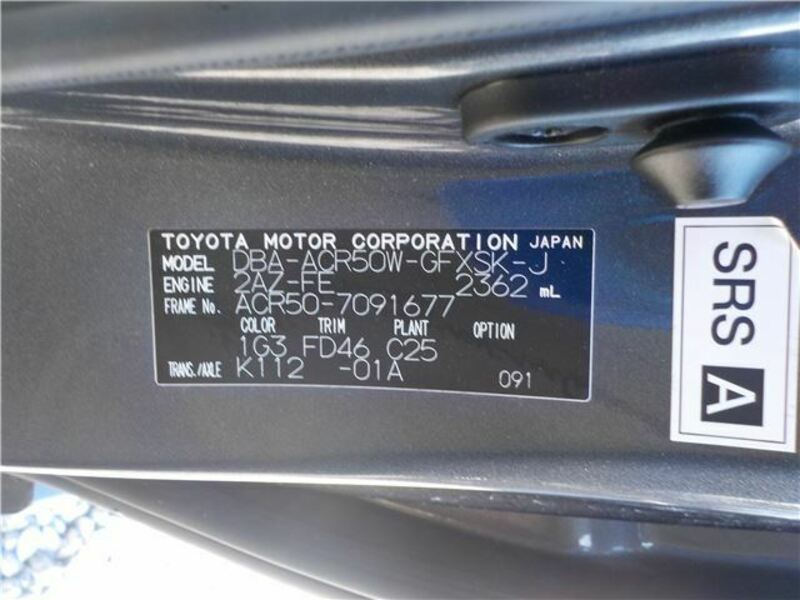 TOYOTA MOTOR CORPORATION JAPAN
MODEL DBA-ACR50W-GFXSK-J
ENGINE 2AZ-FE 2362 mL
FRAME No. ACR50-7091677
COLOR TRIM PLANT OPTION
1G3 FD46 C25
TRANS./AXLE K112 -01A 091
SRS A